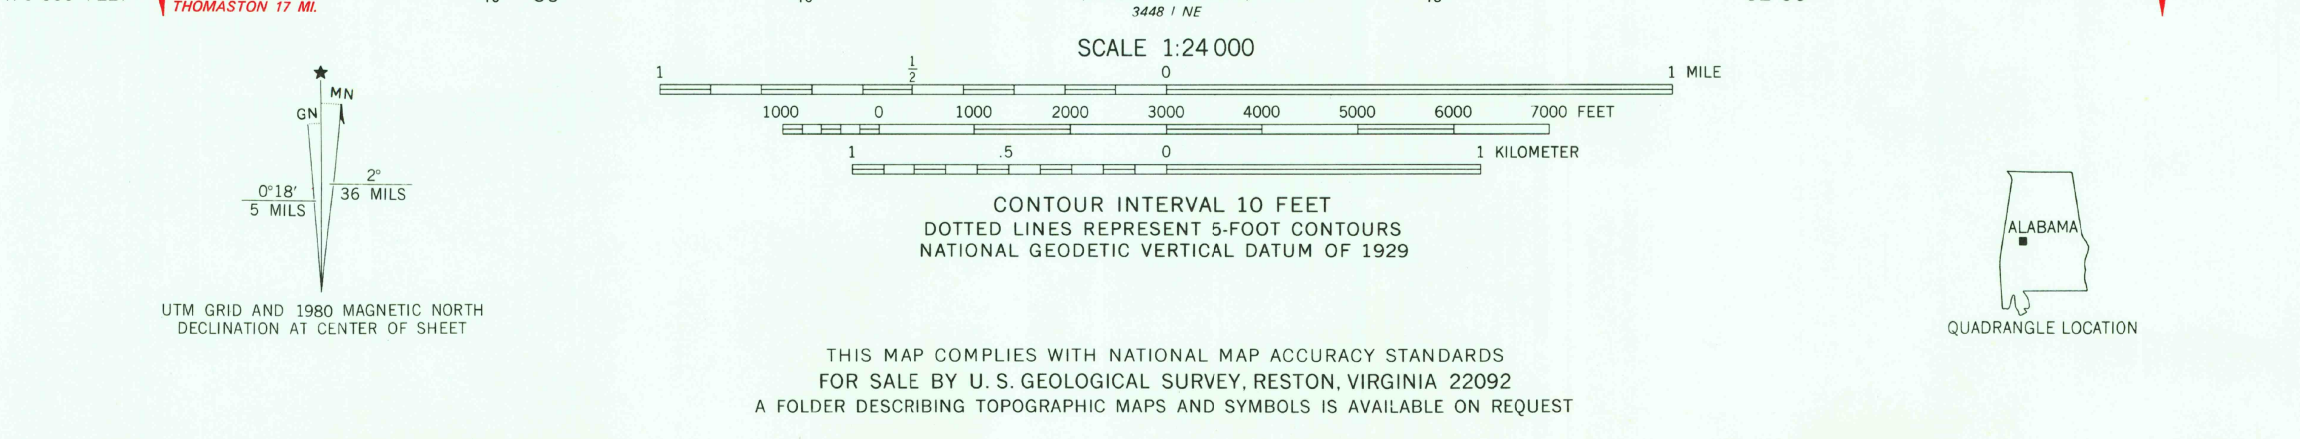 THOMASTON 17 MI.
3448 I NE
SCALE 1:24 000
1 1/2 0 1 MILE
1000 0 1000 2000 3000 4000 5000 6000 7000 FEET
1 .5 0 1 KILOMETER
CONTOUR INTERVAL 10 FEET
DOTTED LINES REPRESENT 5-FOOT CONTOURS
NATIONAL GEODETIC VERTICAL DATUM OF 1929
★
MN
GN
0°18′
5 MILS
2°
36 MILS
UTM GRID AND 1980 MAGNETIC NORTH
DECLINATION AT CENTER OF SHEET
ALABAMA
QUADRANGLE LOCATION
THIS MAP COMPLIES WITH NATIONAL MAP ACCURACY STANDARDS
FOR SALE BY U. S. GEOLOGICAL SURVEY, RESTON, VIRGINIA 22092
A FOLDER DESCRIBING TOPOGRAPHIC MAPS AND SYMBOLS IS AVAILABLE ON REQUEST